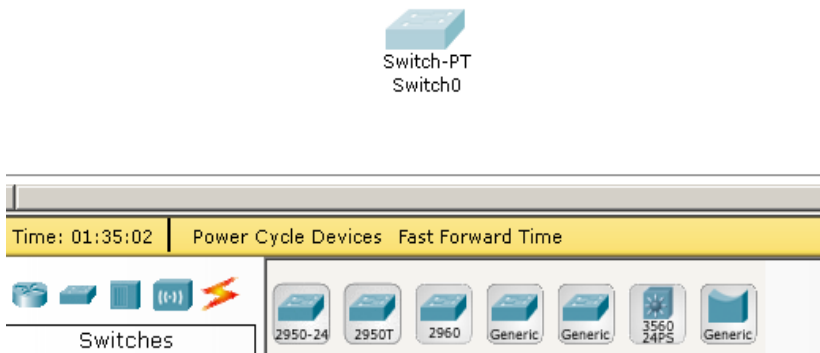 Switch-PT
Switch0
Time: 01:35:02 Power Cycle Devices Fast Forward Time
Switches
2950-24 2950T 2960 Generic Generic 3560 24PS Generic